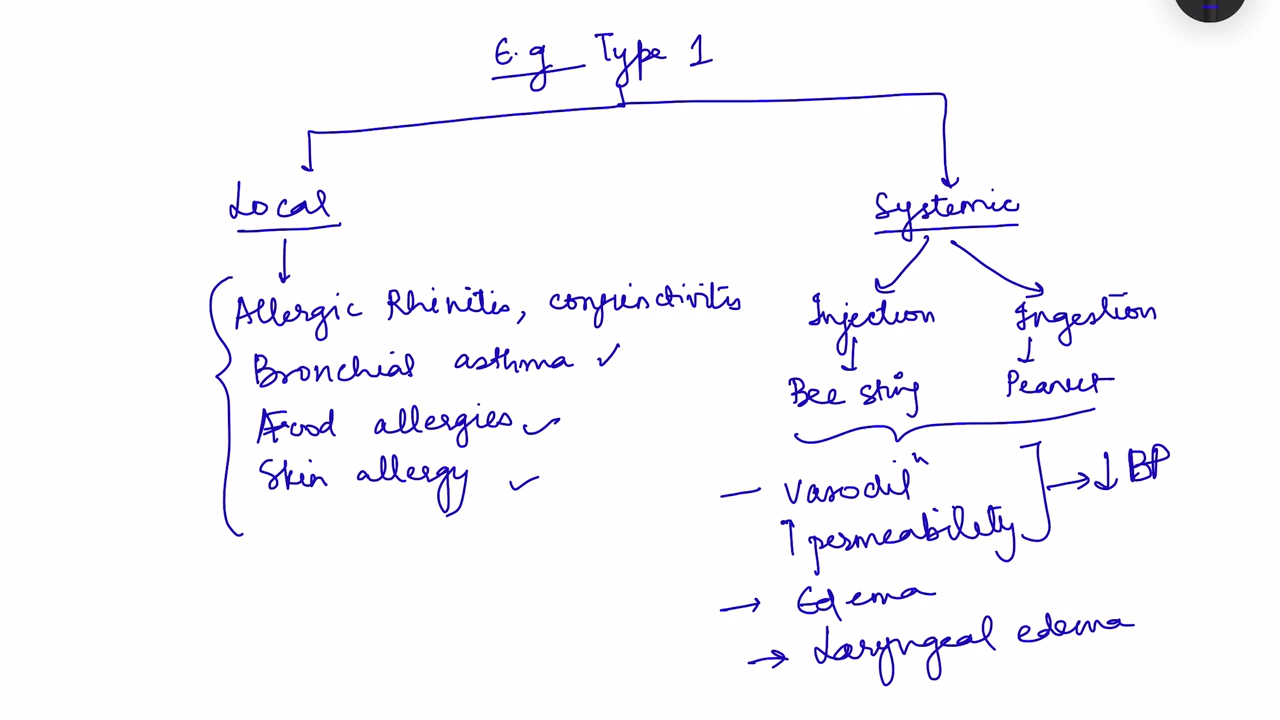 E.g Type 1
Local
Systemic
Allergic Rhinitis, conjunctivitis
Bronchial asthma ✓
Food allergies ✓
Skin allergy ✓
Injection
Ingestion
Bee sting
Peanut
— Vasodilⁿ
↑ permeability
→ ↓ BP
→ Edema
→ Laryngeal edema